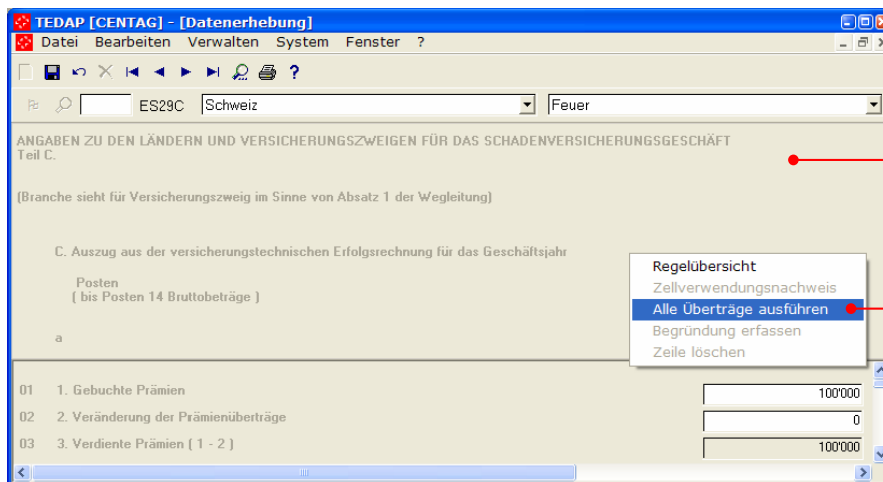 TEDAP [CENTAG] - [Datenerhebung]
Datei Bearbeiten Verwalten System Fenster ?
?
ES29C Schweiz Feuer
ANGABEN ZU DEN LÄNDERN UND VERSICHERUNGSZWEIGEN FÜR DAS SCHADENVERSICHERUNGSGESCHÄFT
Teil C.
(Branche sieht für Versicherungszweig im Sinne von Absatz 1 der Wegleitung)
C. Auszug aus der versicherungstechnischen Erfolgsrechnung für das Geschäftsjahr
Posten
( bis Posten 14 Bruttobeträge )
a
Regelübersicht
Zellverwendungsnachweis
Alle Überträge ausführen
Begründung erfassen
Zeile löschen
01 1. Gebuchte Prämien 100'000
02 2. Veränderung der Prämienüberträge 0
03 3. Verdiente Prämien ( 1 - 2 ) 100'000